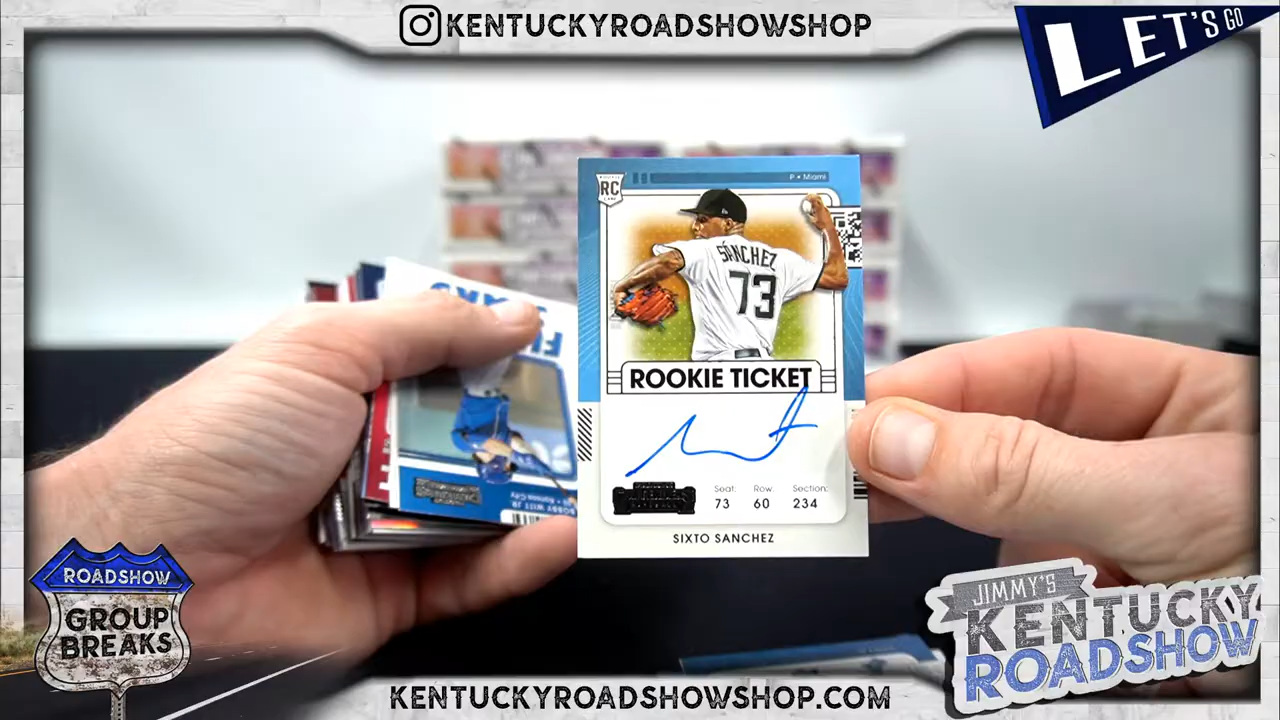 KENTUCKYROADSHOWSHOP
LET'S GO
RC
P • Miami
SÁNCHEZ
73
ROOKIE TICKET
Seat: Row: Section:
73 60 234
SIXTO SANCHEZ
BOBBY WITT JR.
• Kansas City
ROADSHOW
GROUP
BREAKS
JIMMY'S
KENTUCKY
ROADSHOW
KENTUCKYROADSHOWSHOP.COM